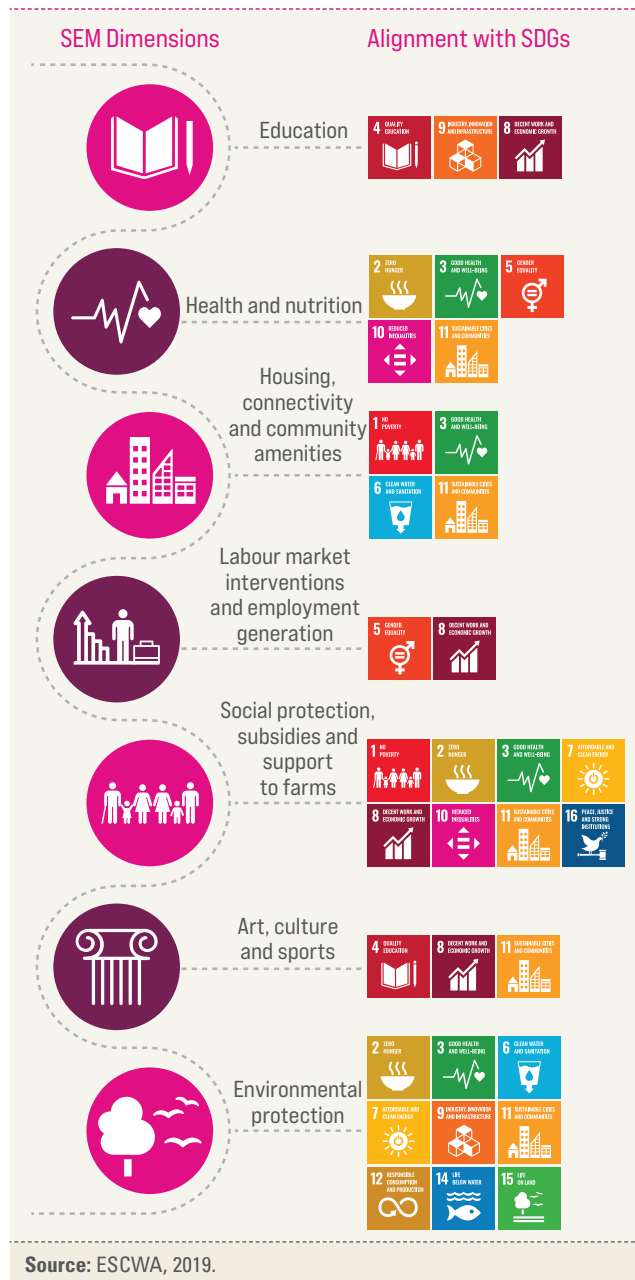 SEM Dimensions
Alignment with SDGs
Education
4 QUALITY
EDUCATION
9 INDUSTRY, INNOVATION
AND INFRASTRUCTURE
8 DECENT WORK AND
ECONOMIC GROWTH
Health and nutrition
2 ZERO
HUNGER
3 GOOD HEALTH
AND WELL-BEING
5 GENDER
EQUALITY
10 REDUCED
INEQUALITIES
11 SUSTAINABLE CITIES
AND COMMUNITIES
Housing,
connectivity
and community
amenities
1 NO
POVERTY
3 GOOD HEALTH
AND WELL-BEING
6 CLEAN WATER
AND SANITATION
11 SUSTAINABLE CITIES
AND COMMUNITIES
Labour market
interventions
and employment
generation
5 GENDER
EQUALITY
8 DECENT WORK AND
ECONOMIC GROWTH
Social protection,
subsidies and
support
to farms
1 NO
POVERTY
2 ZERO
HUNGER
3 GOOD HEALTH
AND WELL-BEING
7 AFFORDABLE AND
CLEAN ENERGY
8 DECENT WORK AND
ECONOMIC GROWTH
10 REDUCED
INEQUALITIES
11 SUSTAINABLE CITIES
AND COMMUNITIES
16 PEACE, JUSTICE
AND STRONG
INSTITUTIONS
Art, culture
and sports
4 QUALITY
EDUCATION
8 DECENT WORK AND
ECONOMIC GROWTH
11 SUSTAINABLE CITIES
AND COMMUNITIES
Environmental
protection
2 ZERO
HUNGER
3 GOOD HEALTH
AND WELL-BEING
6 CLEAN WATER
AND SANITATION
7 AFFORDABLE AND
CLEAN ENERGY
9 INDUSTRY, INNOVATION
AND INFRASTRUCTURE
11 SUSTAINABLE CITIES
AND COMMUNITIES
12 RESPONSIBLE
CONSUMPTION
AND PRODUCTION
14 LIFE
BELOW WATER
15 LIFE
ON LAND
Source: ESCWA, 2019.